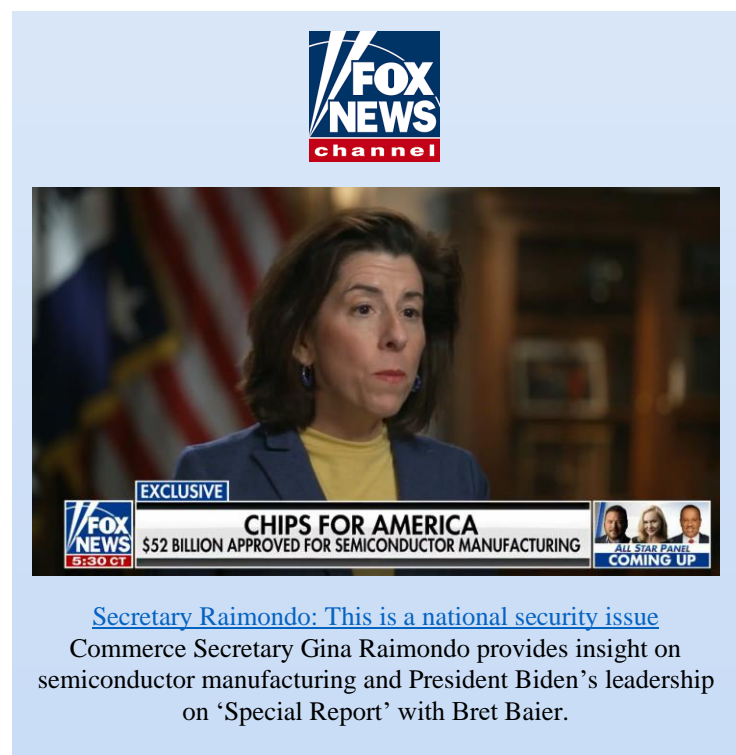 FOX
NEWS
channel
EXCLUSIVE
FOX
NEWS
5:30 CT
CHIPS FOR AMERICA
$52 BILLION APPROVED FOR SEMICONDUCTOR MANUFACTURING
ALL STAR PANEL
COMING UP
Secretary Raimondo: This is a national security issue
Commerce Secretary Gina Raimondo provides insight on
semiconductor manufacturing and President Biden’s leadership
on ‘Special Report’ with Bret Baier.